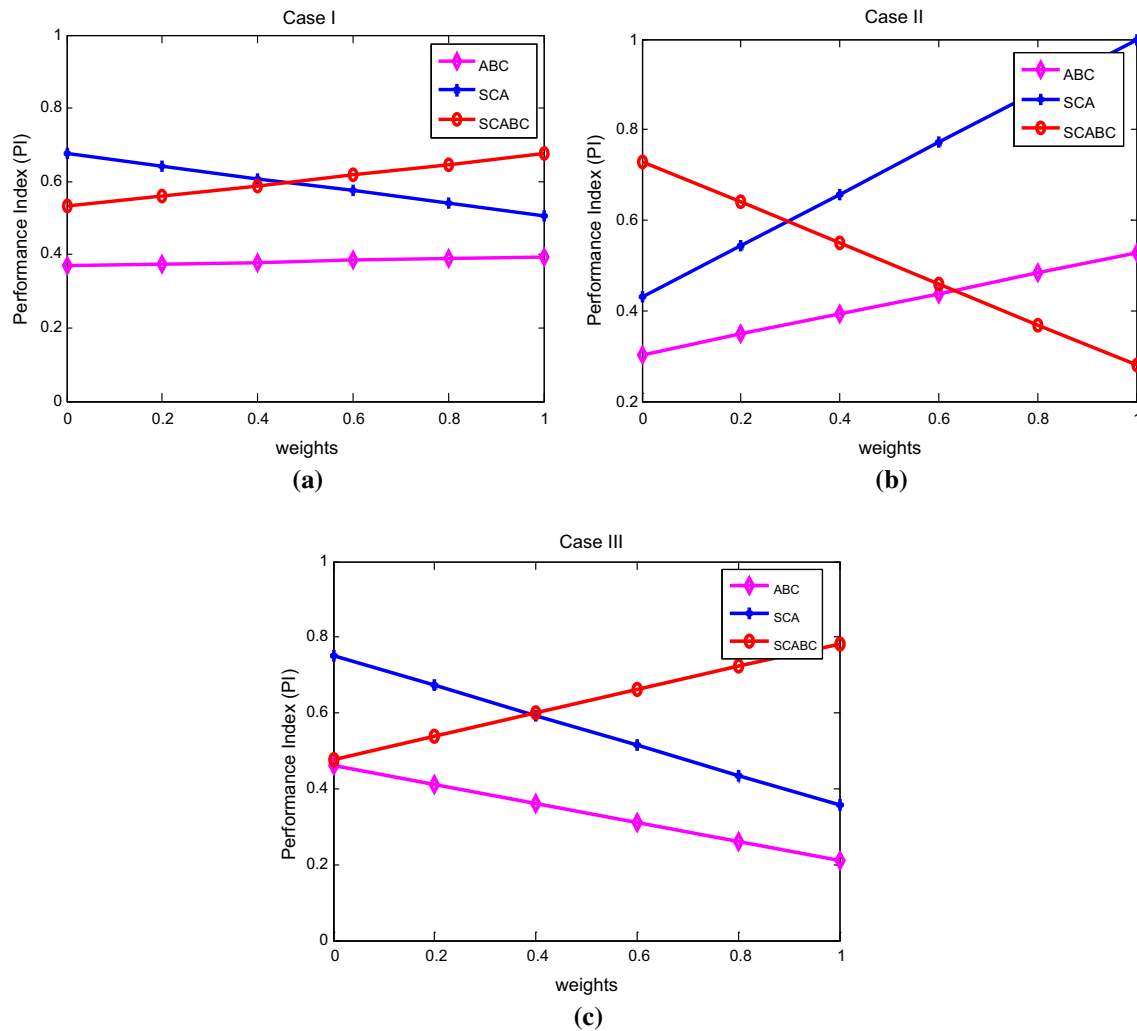 Case I
1
0.8
0.6
0.4
0.2
0
Performance Index (PI)
ABC
SCA
SCABC
0 0.2 0.4 0.6 0.8 1
weights
(a)
Case II
1
0.8
0.6
0.4
0.2
Performance Index (PI)
ABC
SCA
SCABC
0 0.2 0.4 0.6 0.8 1
weights
(b)
Case III
1
0.8
0.6
0.4
0.2
0
Performance Index (PI)
ABC
SCA
SCABC
0 0.2 0.4 0.6 0.8 1
weights
(c)